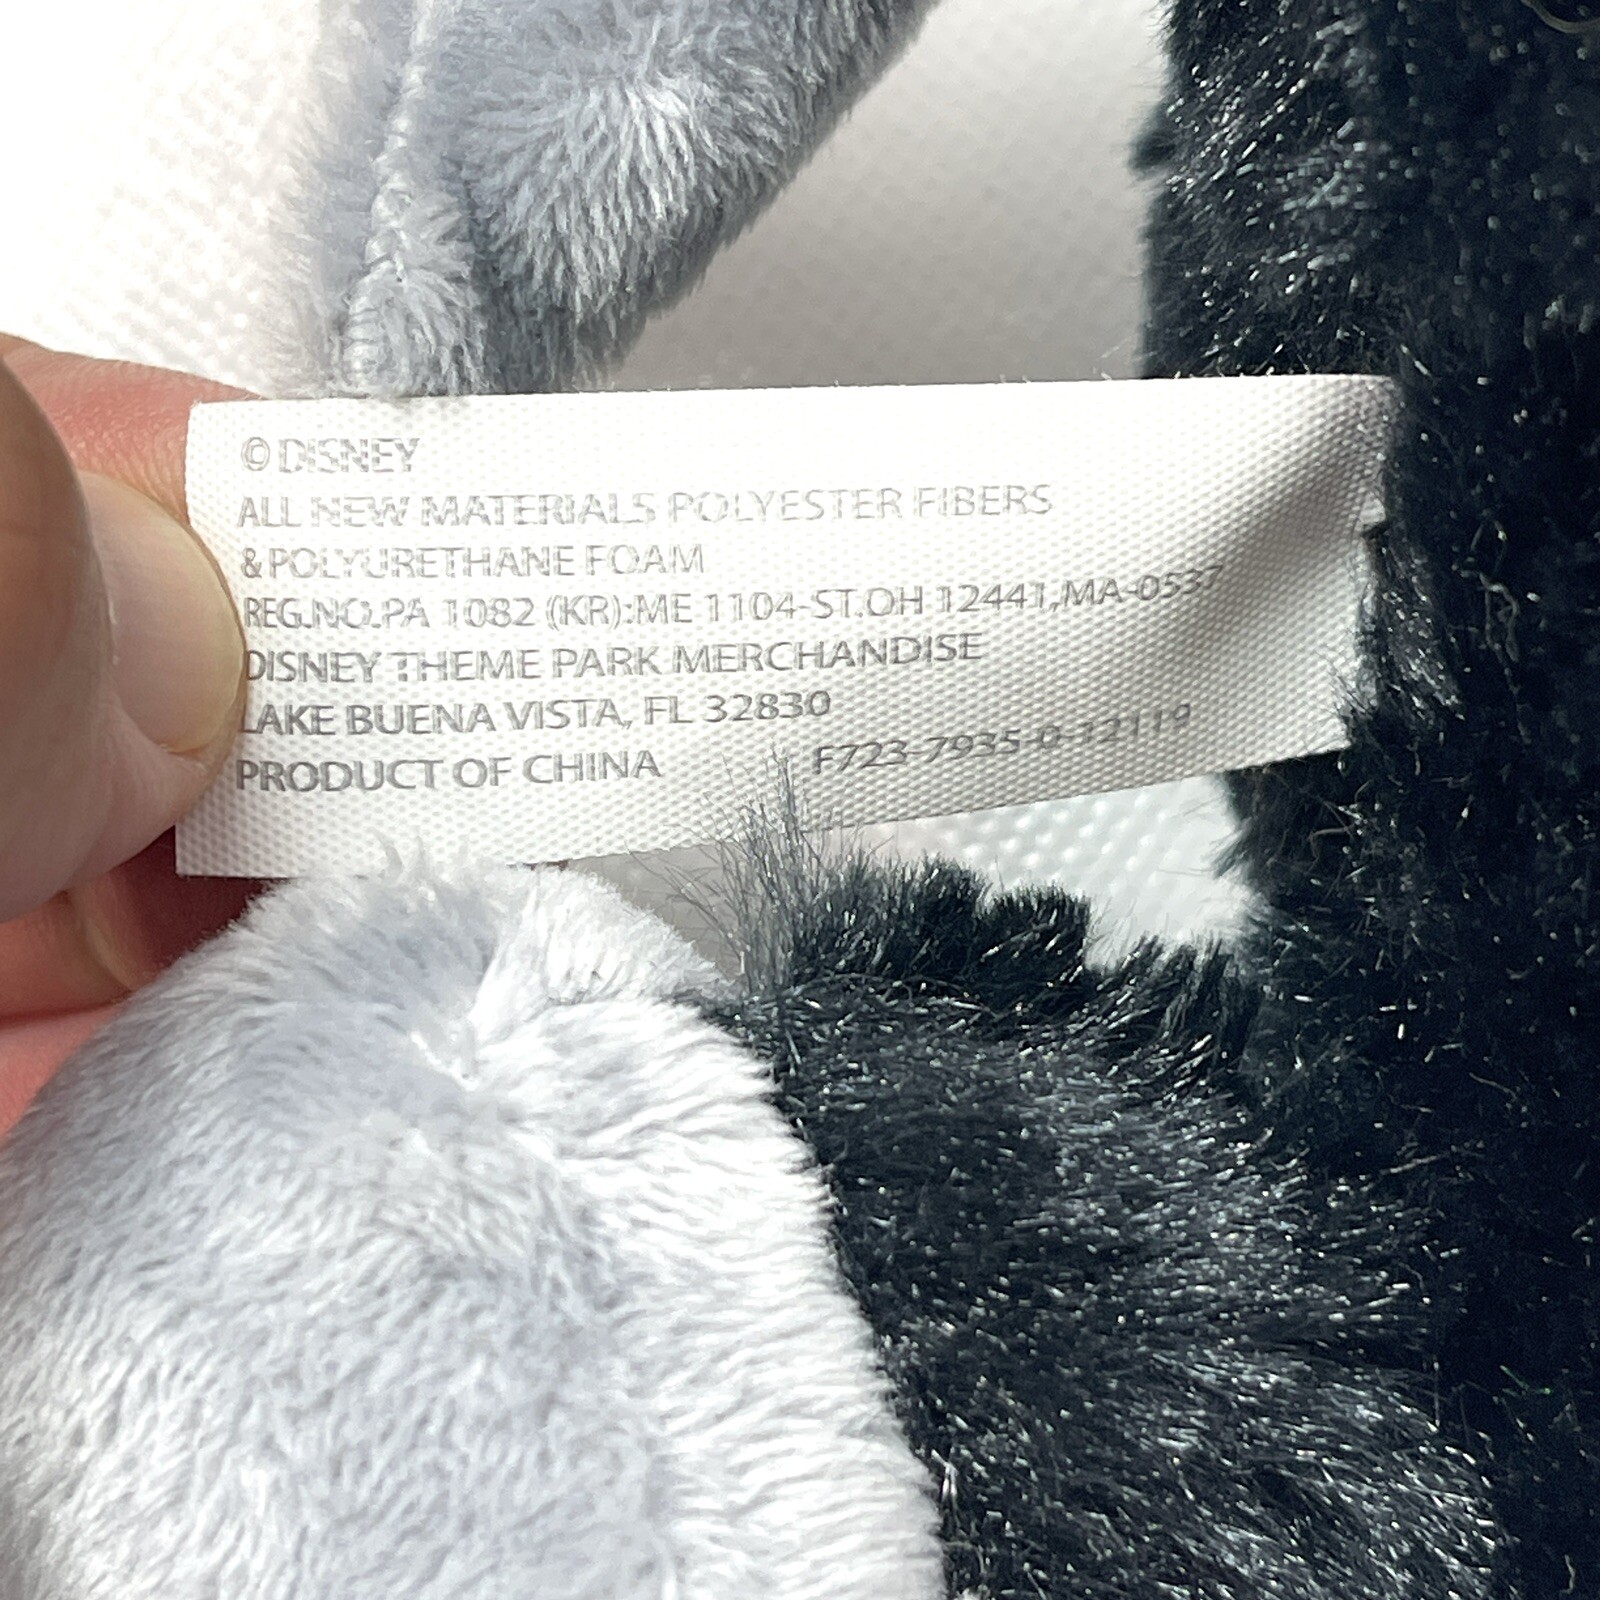 © DISNEY
ALL NEW MATERIALS POLYESTER FIBERS
& POLYURETHANE FOAM
REG.NO.PA 1082 (KR):ME 1104-ST.OH 12441,MA-0537
DISNEY THEME PARK MERCHANDISE
LAKE BUENA VISTA, FL 32830
PRODUCT OF CHINA F723-7935-0-12119